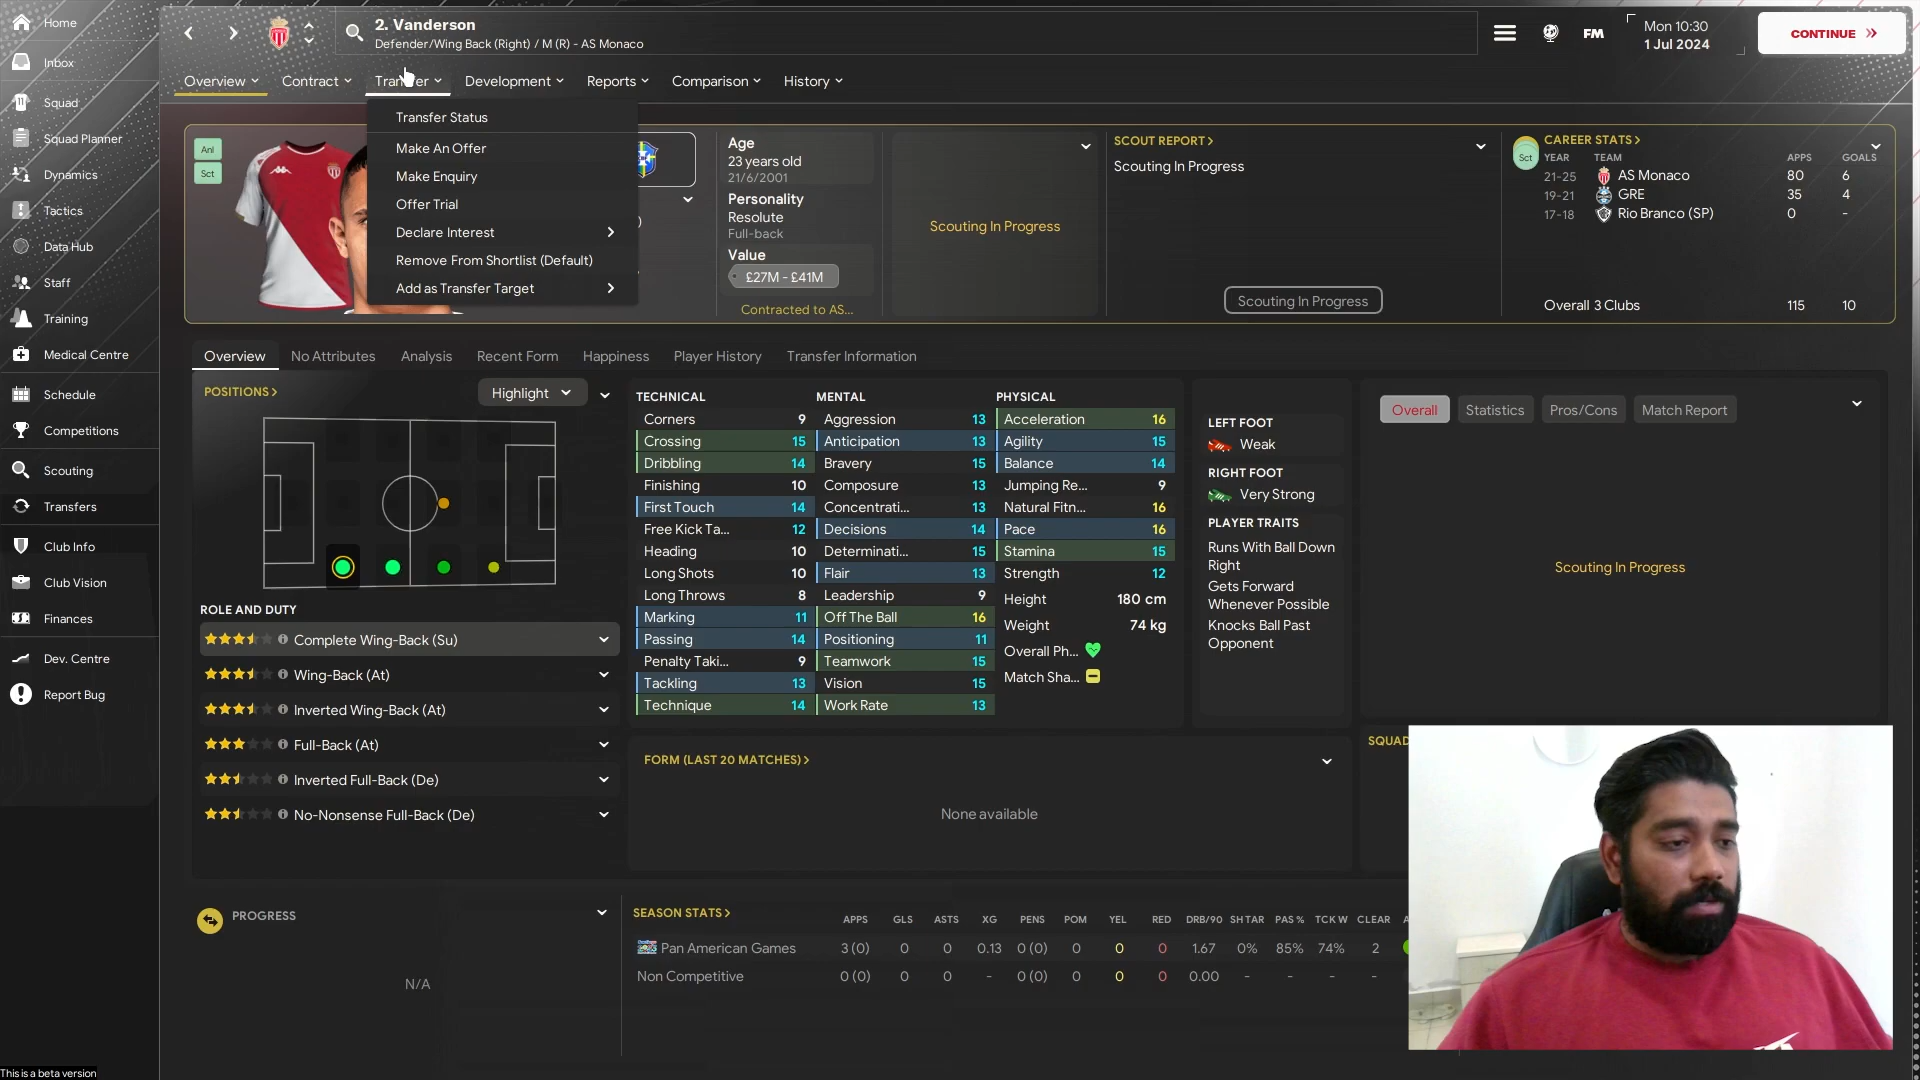 Home
Inbox
Squad
Squad Planner
Dynamics
Tactics
Data Hub
Staff
Training
Medical Centre
Schedule
Competitions
Scouting
Transfers
Club Info
Club Vision
Finances
Dev. Centre
Report Bug
This is a beta version
2. Vanderson
Defender/Wing Back (Right) / M (R) - AS Monaco
FM
Mon 10:30
1 Jul 2024
CONTINUE
Overview
Contract
Transfer
Development
Reports
Comparison
History
Transfer Status
Make An Offer
Make Enquiry
Offer Trial
Declare Interest
Remove From Shortlist (Default)
Add as Transfer Target
Anl
Sct
Age
23 years old
21/6/2001
Personality
Resolute
Full-back
Value
£27M - £41M
Contracted to AS...
Scouting In Progress
SCOUT REPORT
Scouting In Progress
Scouting In Progress
Sct
CAREER STATS
YEAR TEAM APPS GOALS
21-25 AS Monaco 80 6
19-21 GRE 35 4
17-18 Rio Branco (SP) 0 -
Overall 3 Clubs 115 10
Overview No Attributes Analysis Recent Form Happiness Player History Transfer Information
POSITIONS
Highlight
ROLE AND DUTY
Complete Wing-Back (Su)
Wing-Back (At)
Inverted Wing-Back (At)
Full-Back (At)
Inverted Full-Back (De)
No-Nonsense Full-Back (De)
TECHNICAL
Corners 9
Crossing 15
Dribbling 14
Finishing 10
First Touch 14
Free Kick Ta... 12
Heading 10
Long Shots 10
Long Throws 8
Marking 11
Passing 14
Penalty Taki... 9
Tackling 13
Technique 14
MENTAL
Aggression 13
Anticipation 13
Bravery 15
Composure 13
Concentrati... 13
Decisions 14
Determinati... 15
Flair 13
Leadership 9
Off The Ball 16
Positioning 11
Teamwork 15
Vision 15
Work Rate 13
PHYSICAL
Acceleration 16
Agility 15
Balance 14
Jumping Re... 9
Natural Fitn... 16
Pace 16
Stamina 15
Strength 12
Height 180 cm
Weight 74 kg
Overall Ph...
Match Sha...
LEFT FOOT
Weak
RIGHT FOOT
Very Strong
PLAYER TRAITS
Runs With Ball Down
Right
Gets Forward
Whenever Possible
Knocks Ball Past
Opponent
Overall Statistics Pros/Cons Match Report
Scouting In Progress
FORM (LAST 20 MATCHES)
None available
SQUAD
PROGRESS
N/A
SEASON STATS APPS GLS ASTS XG PENS POM YEL RED DRB/90 SH TAR PAS % TCK W CLEAR A
Pan American Games 3 (0) 0 0 0.13 0 (0) 0 0 0 1.67 0% 85% 74% 2
Non Competitive 0 (0) 0 0 - 0 (0) 0 0 0 0.00 - - - -